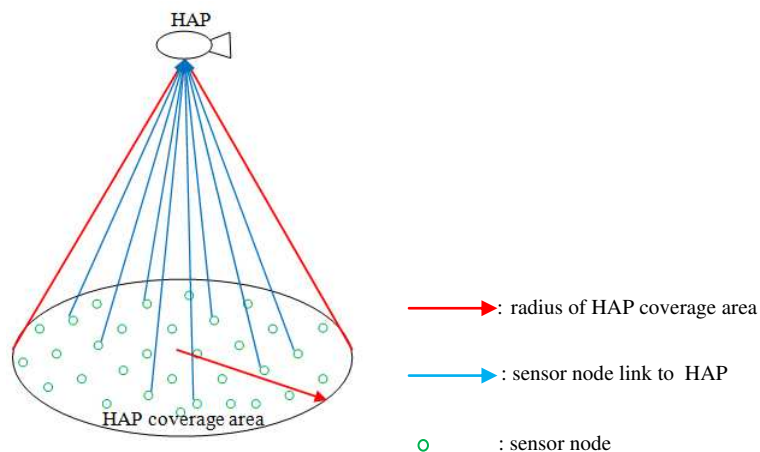 HAP
: radius of HAP coverage area
: sensor node link to HAP
HAP coverage area
: sensor node